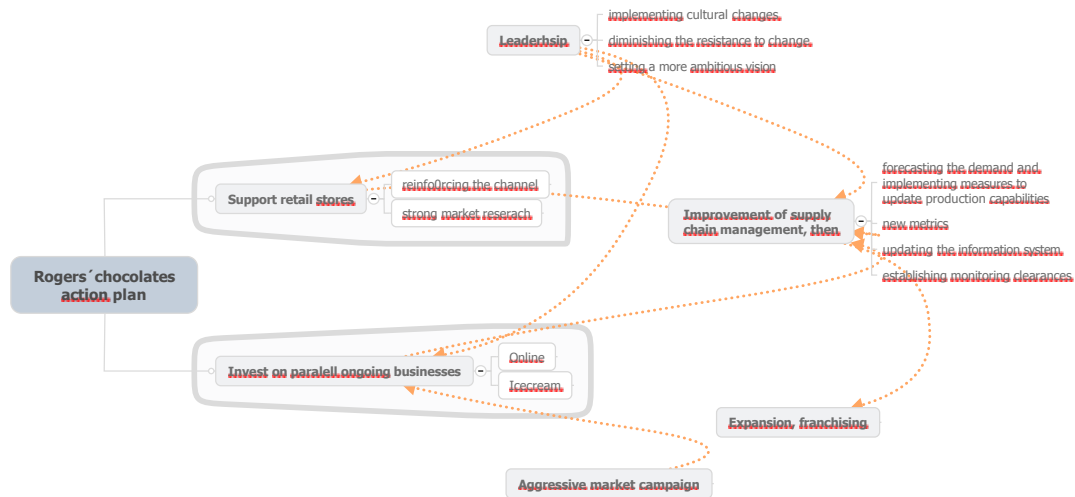 implementing cultural changes
Leaderhsip
diminishing the resistance to change
setting a more ambitious vision
forecasting the demand and
implementing measures to
update production capabilities
reinfo0rcing the channel
Support retail stores
strong market reserach
Improvement of supply
chain management, then
new metrics
updating the information system
establishing monitoring clearances
Rogers´chocolates
action plan
Online
Invest on paralell ongoing businesses
Icecream
Expansion, franchising
Aggressive market campaign